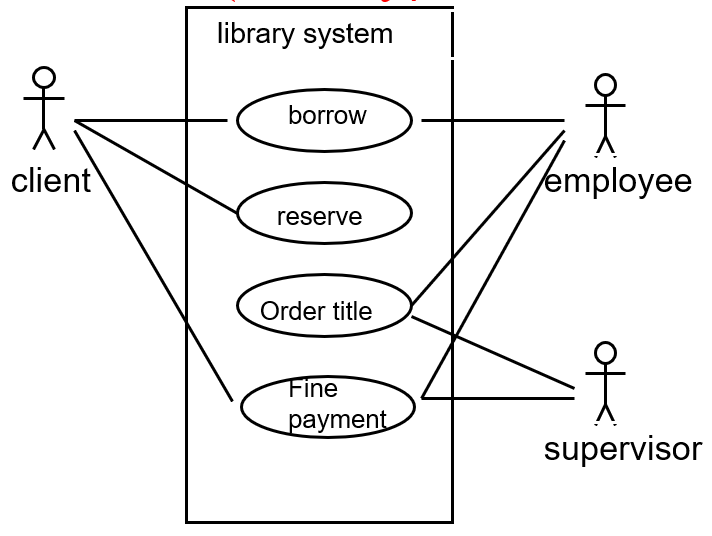 library system
borrow
client
employee
reserve
Order title
Fine
payment
supervisor